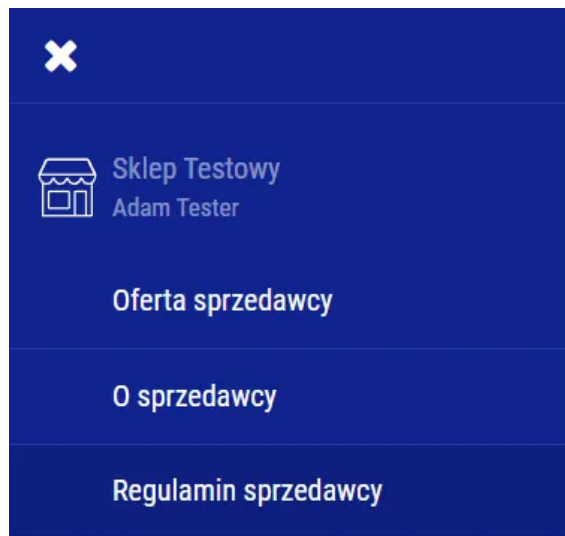 Sklep Testowy
Adam Tester
Oferta sprzedawcy
O sprzedawcy
Regulamin sprzedawcy